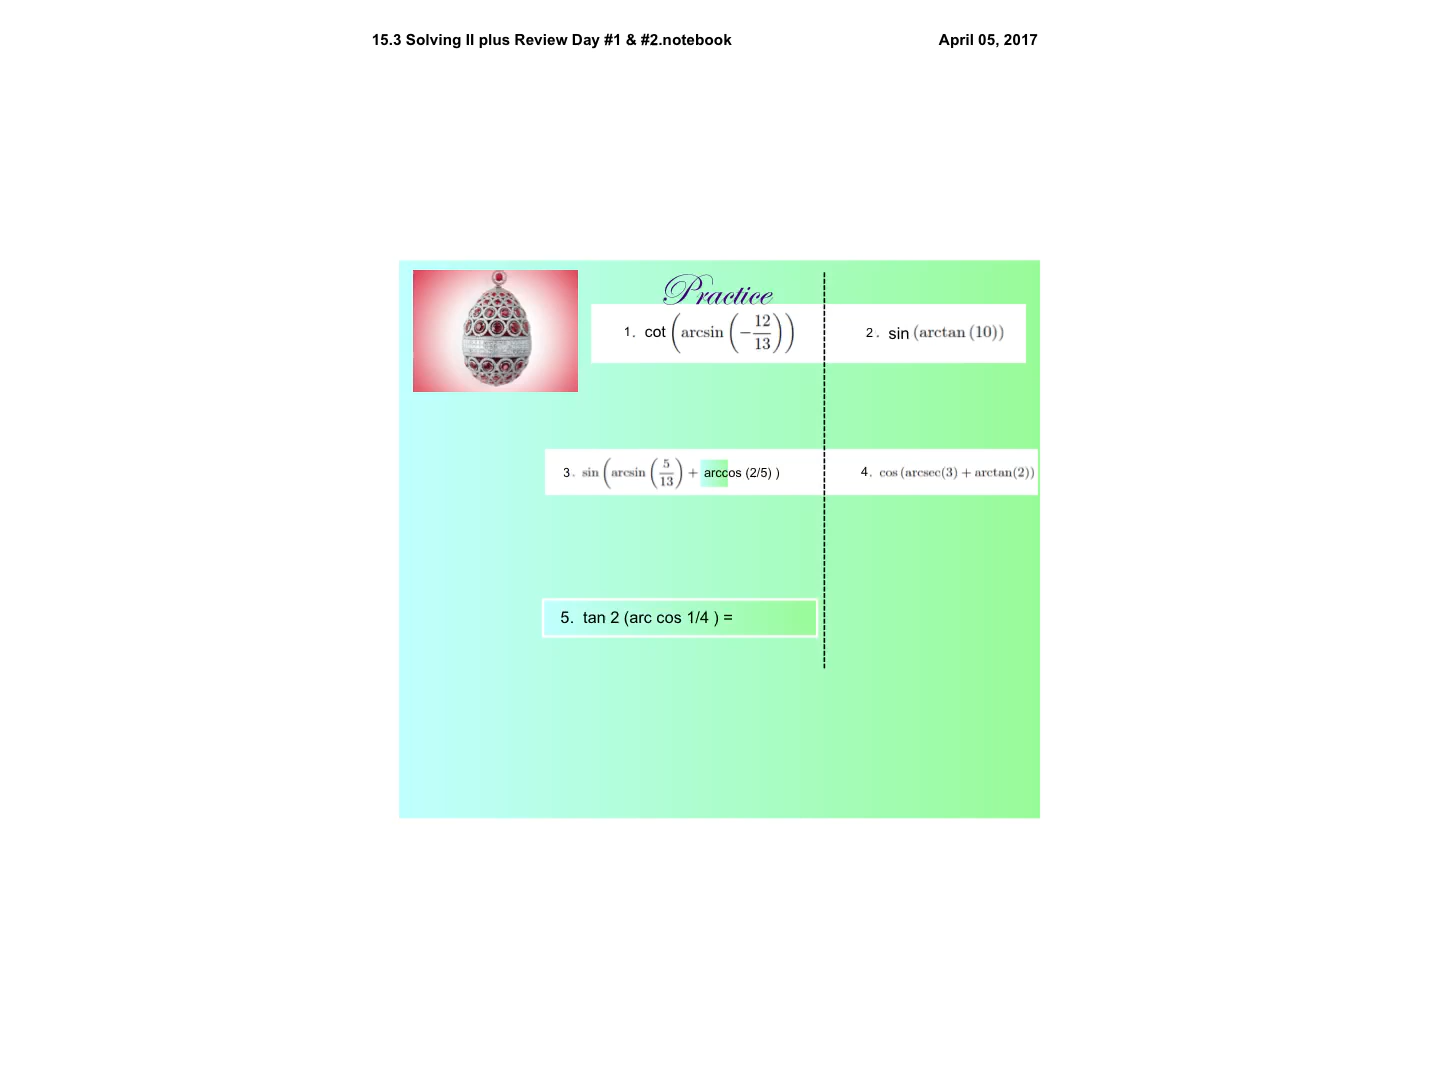 15.3 Solving II plus Review Day #1 & #2.notebook April 05, 2017
Practice
1. cot (arcsin (−12/13)) 2. sin (arctan (10))
3. sin (arcsin (5/13) + arccos (2/5) ) 4. cos (arcsec(3) + arctan(2))
5. tan 2 (arc cos 1/4 ) =